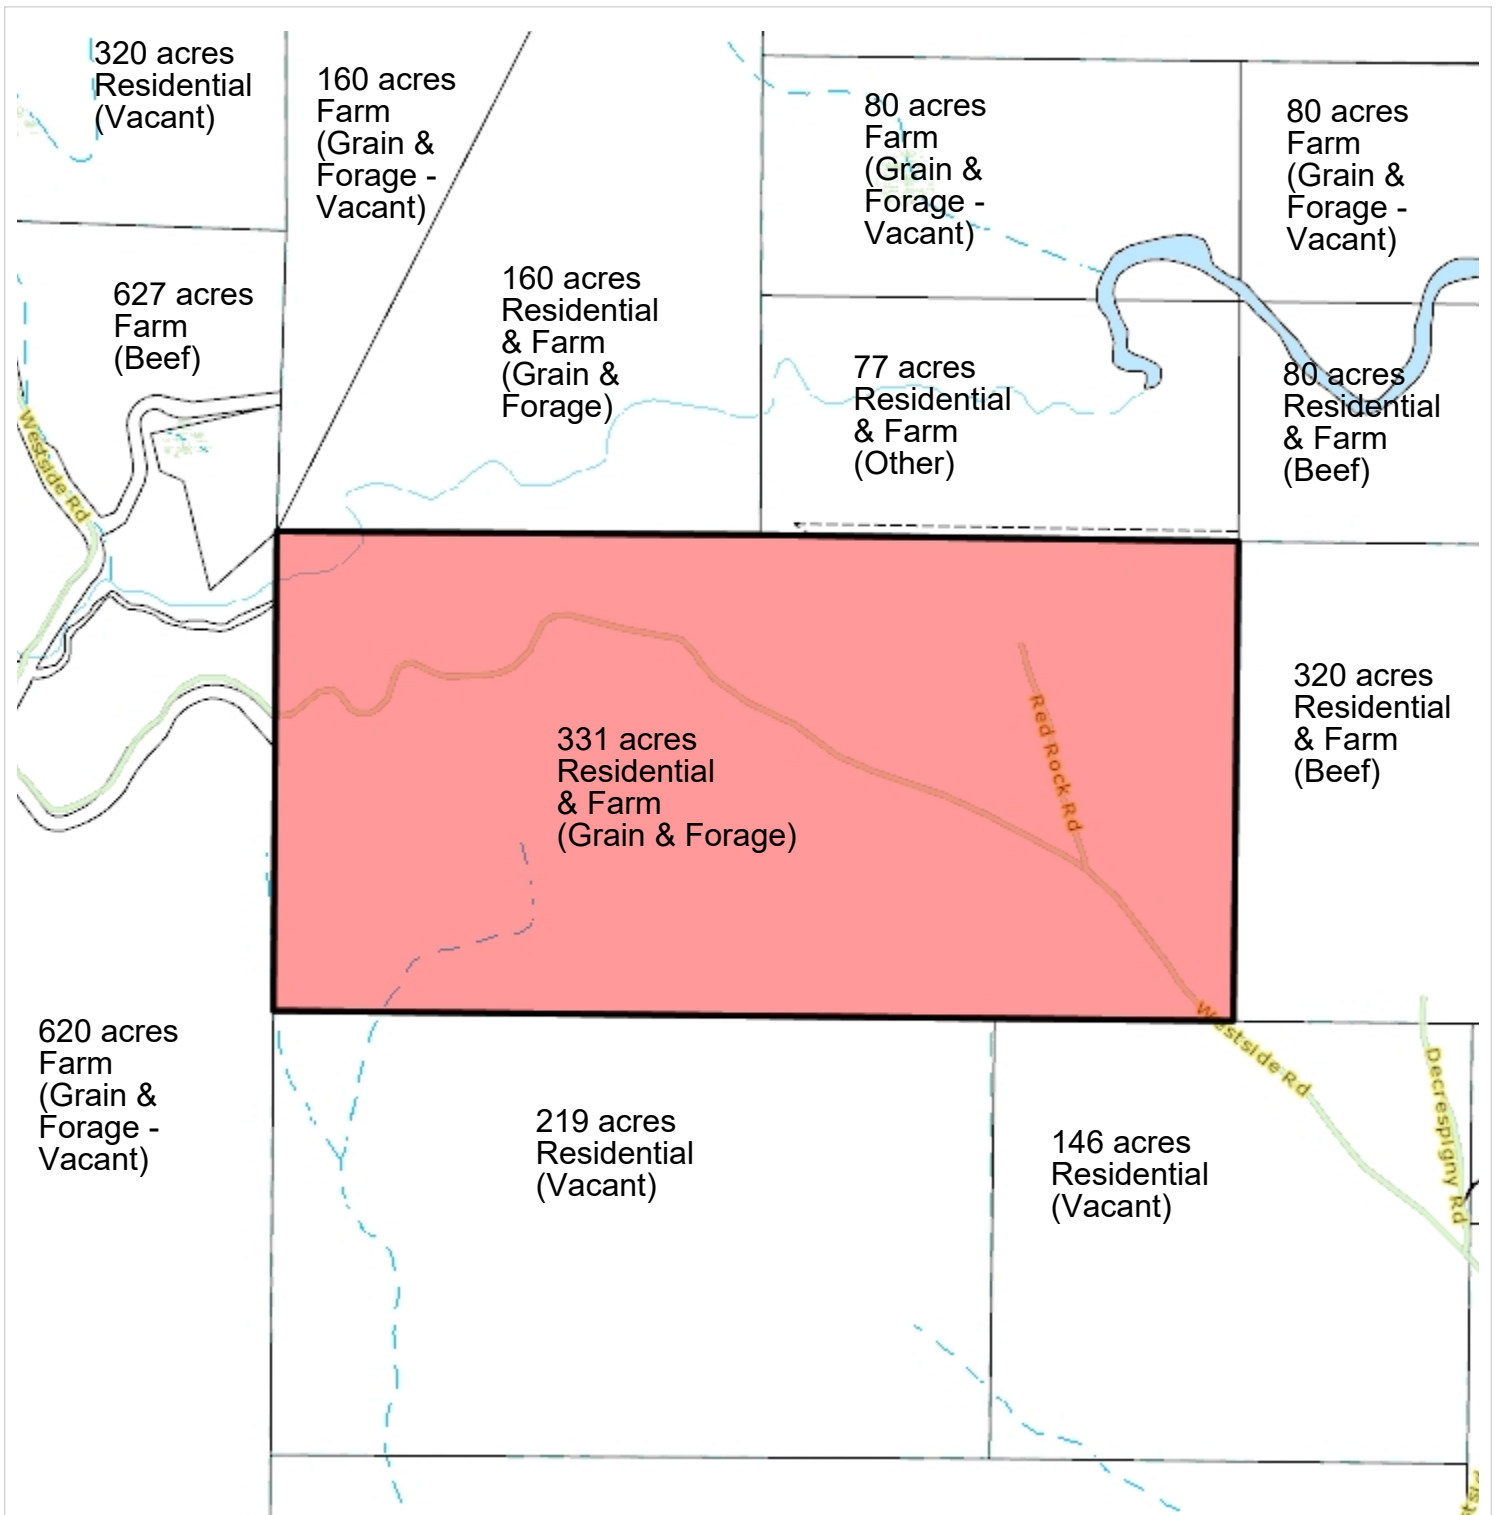 320 acres
Residential
(Vacant)
160 acres
Farm
(Grain &
Forage -
Vacant)
80 acres
Farm
(Grain &
Forage -
Vacant)
80 acres
Farm
(Grain &
Forage -
Vacant)
627 acres
Farm
(Beef)
160 acres
Residential
& Farm
(Grain &
Forage)
77 acres
Residential
& Farm
(Other)
80 acres
Residential
& Farm
(Beef)
Westside Rd
331 acres
Residential
& Farm
(Grain & Forage)
Red Rock Rd
320 acres
Residential
& Farm
(Beef)
620 acres
Farm
(Grain &
Forage -
Vacant)
219 acres
Residential
(Vacant)
146 acres
Residential
(Vacant)
Westside Rd
Decrespigny Rd